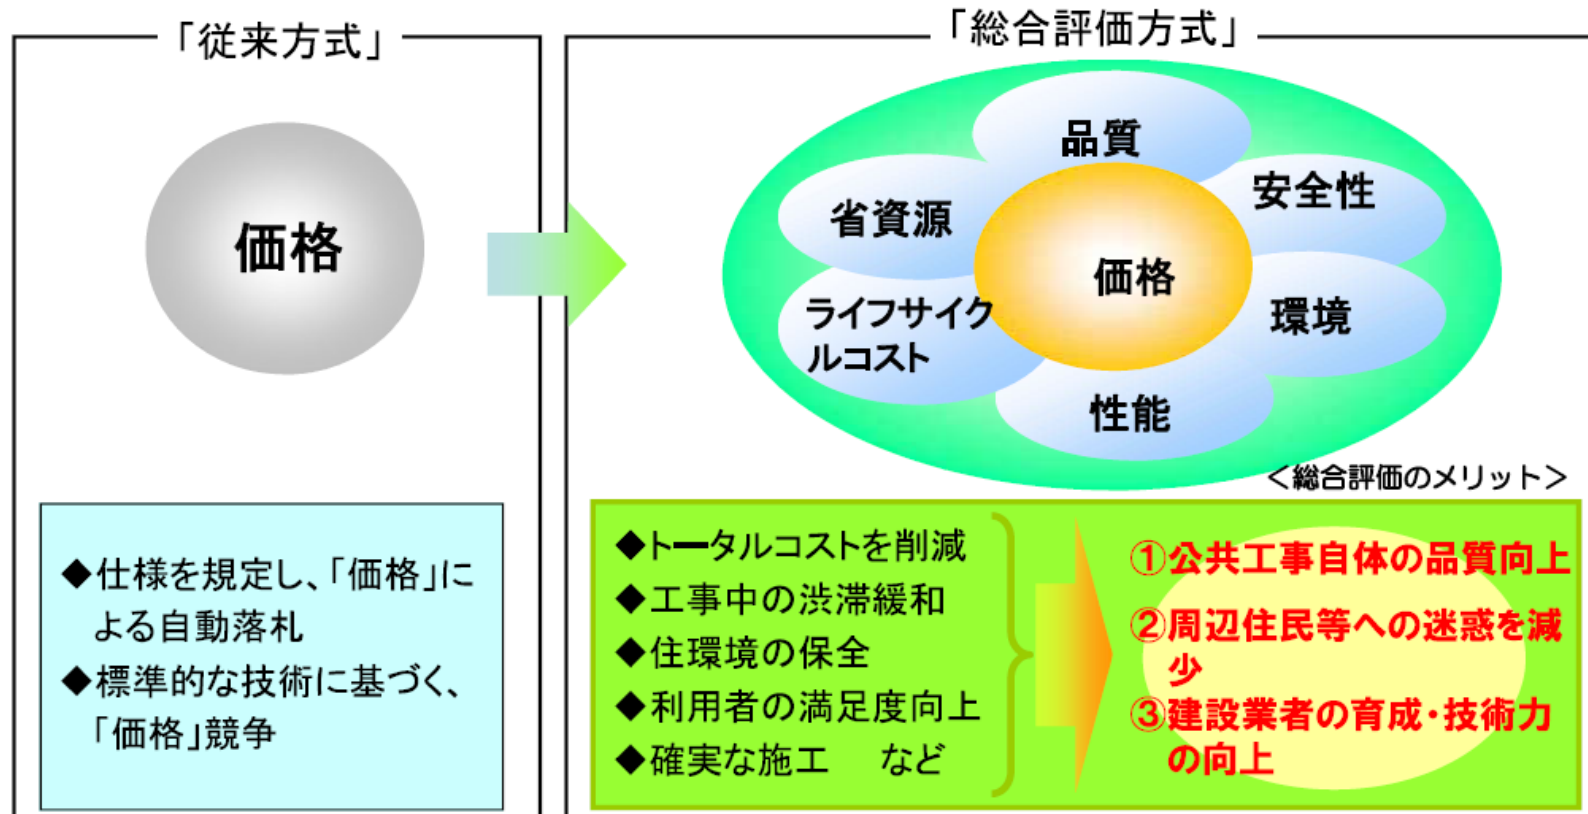 「従来方式」
価格
◆仕様を規定し、「価格」に
よる自動落札
◆標準的な技術に基づく、
「価格」競争
「総合評価方式」
品質
省資源
安全性
価格
ライフサイク
ルコスト
環境
性能
＜総合評価のメリット＞
◆トータルコストを削減
◆工事中の渋滞緩和
◆住環境の保全
◆利用者の満足度向上
◆確実な施工　など
①公共工事自体の品質向上
②周辺住民等への迷惑を減
少
③建設業者の育成・技術力
の向上